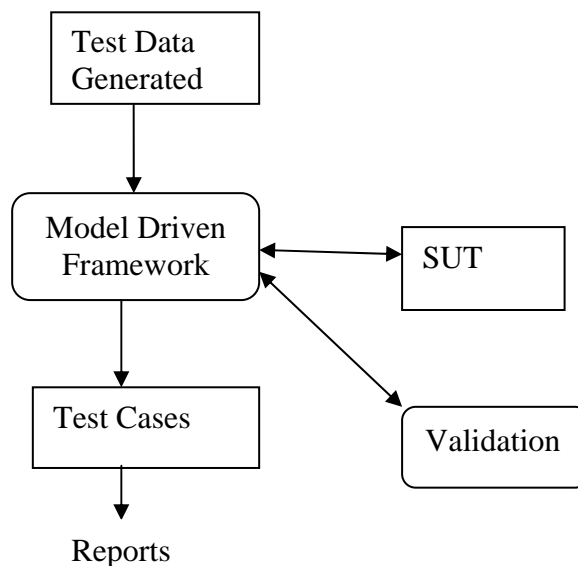 Test Data
Generated
Model Driven
Framework
SUT
Test Cases
Validation
Reports